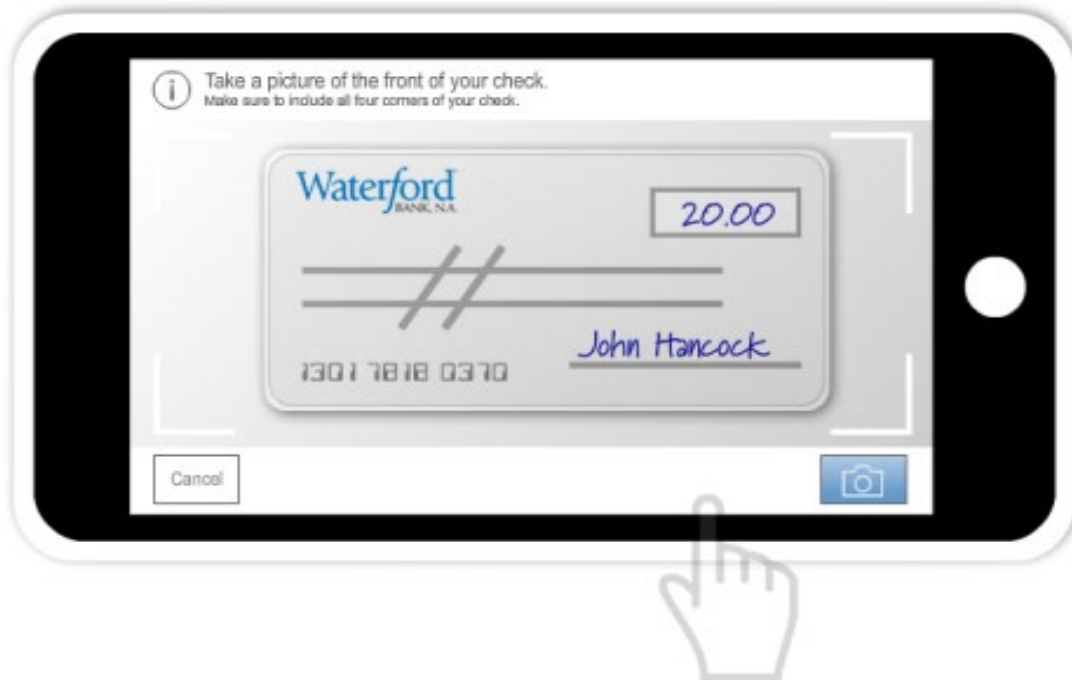 Take a picture of the front of your check.
Make sure to include all four corners of your check.
Waterford
BANK, N.A.
20.00
John Hancock
1301 7818 0370
Cancel